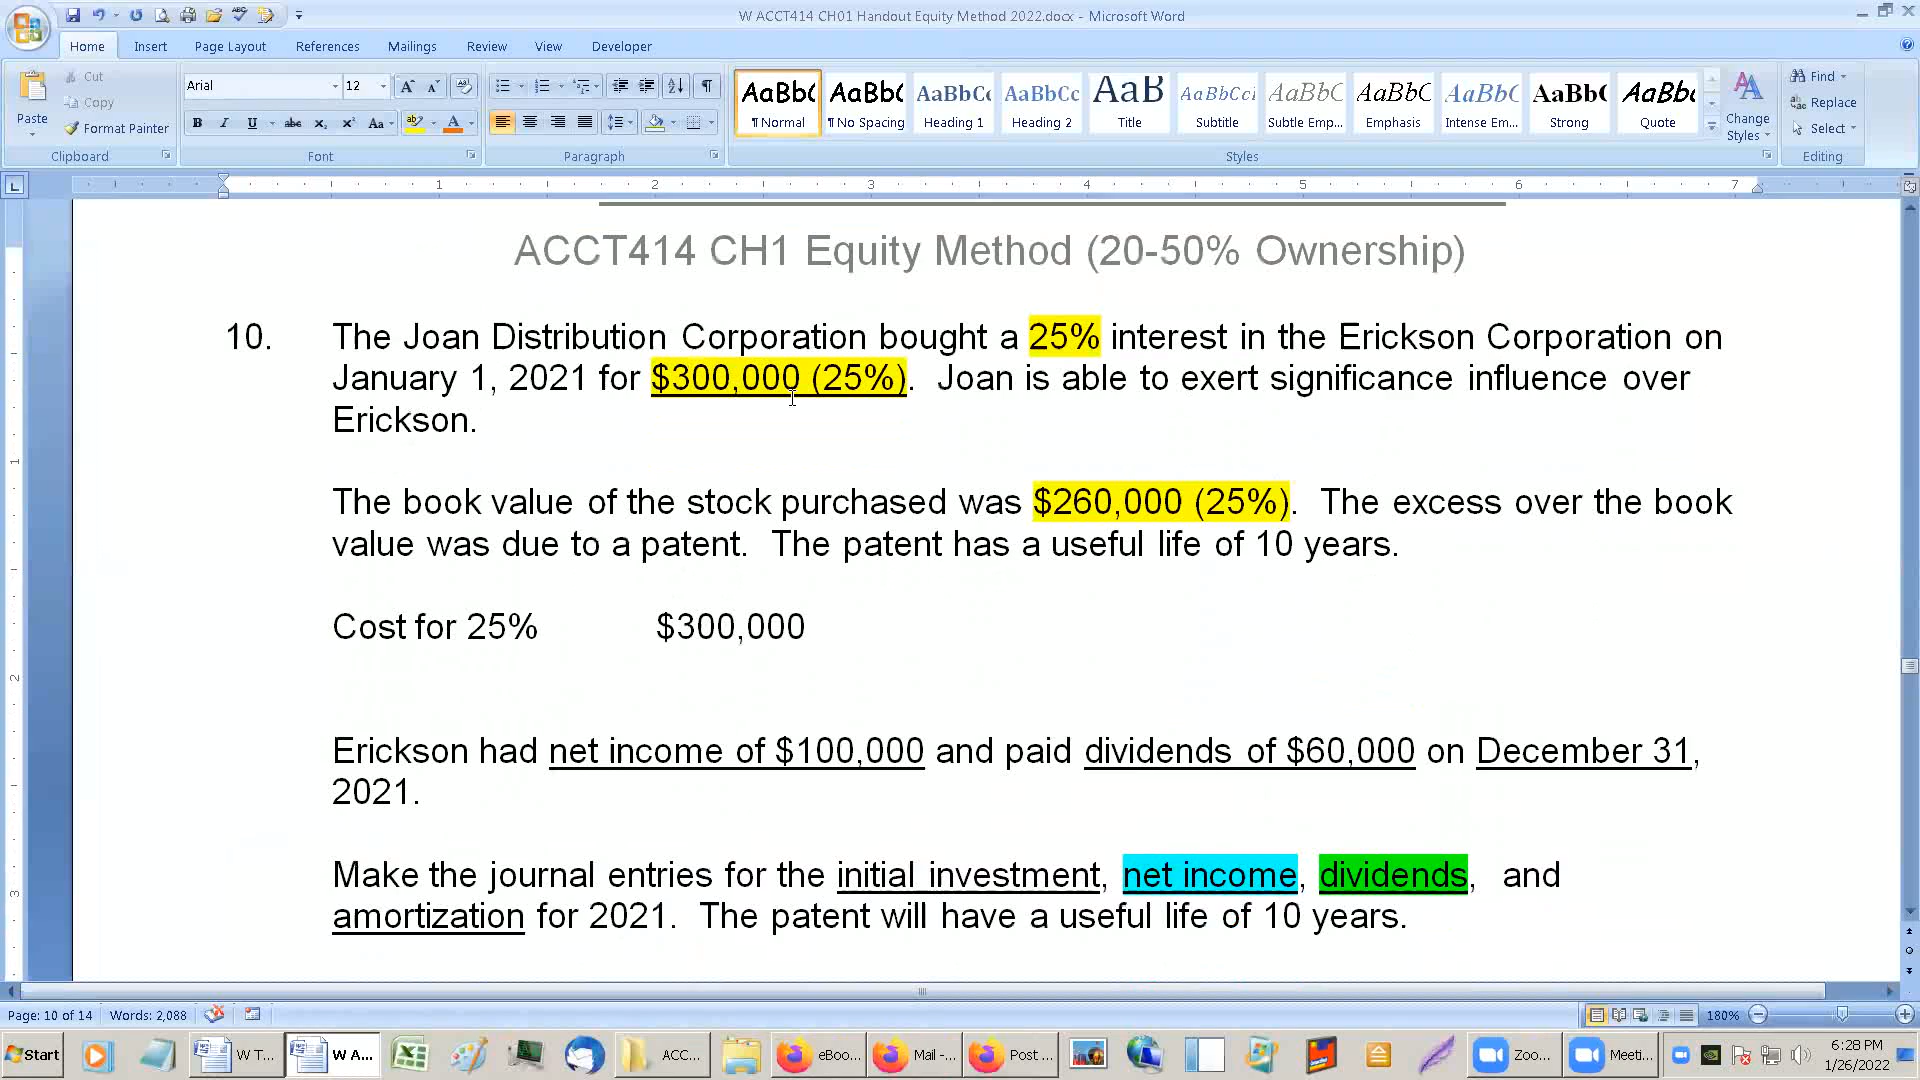 W ACCT414 CH01 Handout Equity Method 2022.docx - Microsoft Word
Home Insert Page Layout References Mailings Review View Developer
Paste
Cut
Copy
Format Painter
Clipboard
Arial 12
Font
Paragraph
AaBbC ¶ Normal
AaBbC ¶ No Spacing
AaBbCc Heading 1
AaBbCc Heading 2
AaB Title
AaBbCcI Subtitle
AaBbC Subtle Emp...
AaBbC Emphasis
AaBbC Intense Em...
AaBbC Strong
AaBbC Quote
Change Styles
Styles
Find
Replace
Select
Editing
1 2 3 4 5 6 7
ACCT414 CH1 Equity Method (20-50% Ownership)
10. The Joan Distribution Corporation bought a 25% interest in the Erickson Corporation on
January 1, 2021 for $300,000 (25%). Joan is able to exert significance influence over
Erickson.
The book value of the stock purchased was $260,000 (25%). The excess over the book
value was due to a patent. The patent has a useful life of 10 years.
Cost for 25% $300,000
Erickson had net income of $100,000 and paid dividends of $60,000 on December 31,
2021.
Make the journal entries for the initial investment, net income, dividends, and
amortization for 2021. The patent will have a useful life of 10 years.
Page: 10 of 14 Words: 2,088 180%
Start W T... W A... ACC... eBoo... Mail -... Post ... Zoo... Meeti... 6:28 PM
1/26/2022